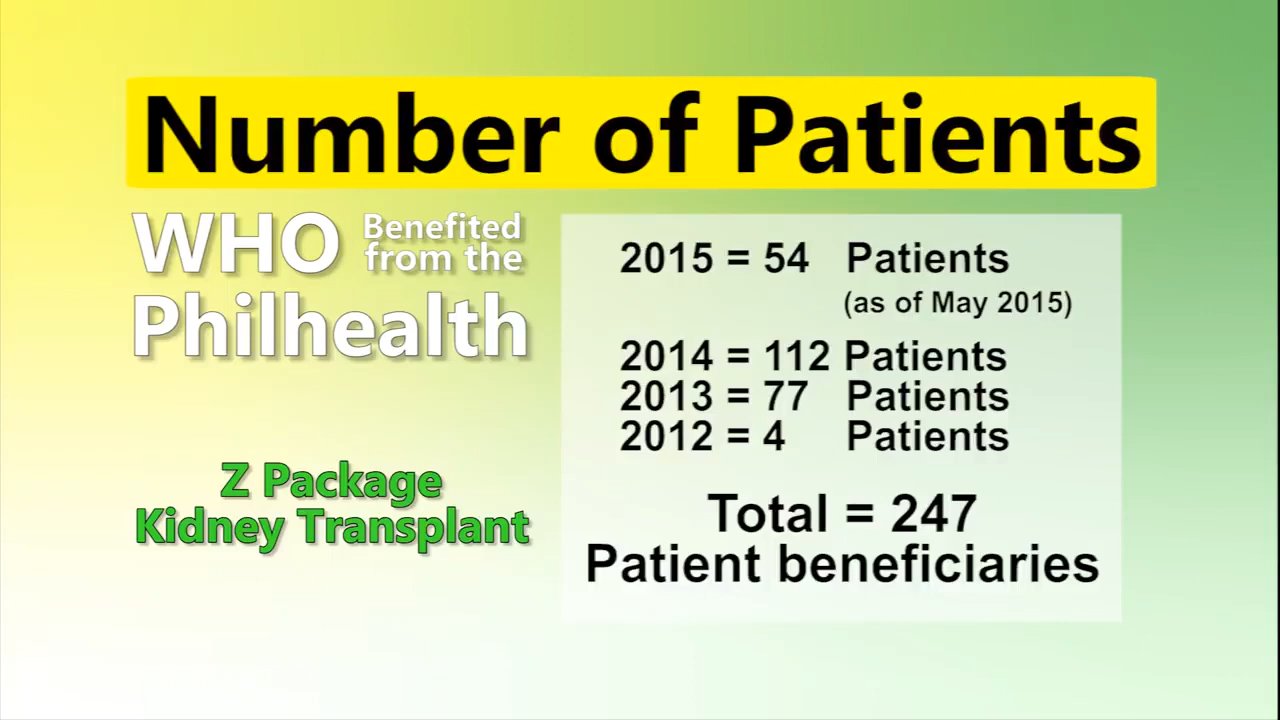 Number of Patients
WHO Benefited from the
Philhealth
Z Package
Kidney Transplant
2015 = 54 Patients
(as of May 2015)
2014 = 112 Patients
2013 = 77 Patients
2012 = 4 Patients
Total = 247
Patient beneficiaries